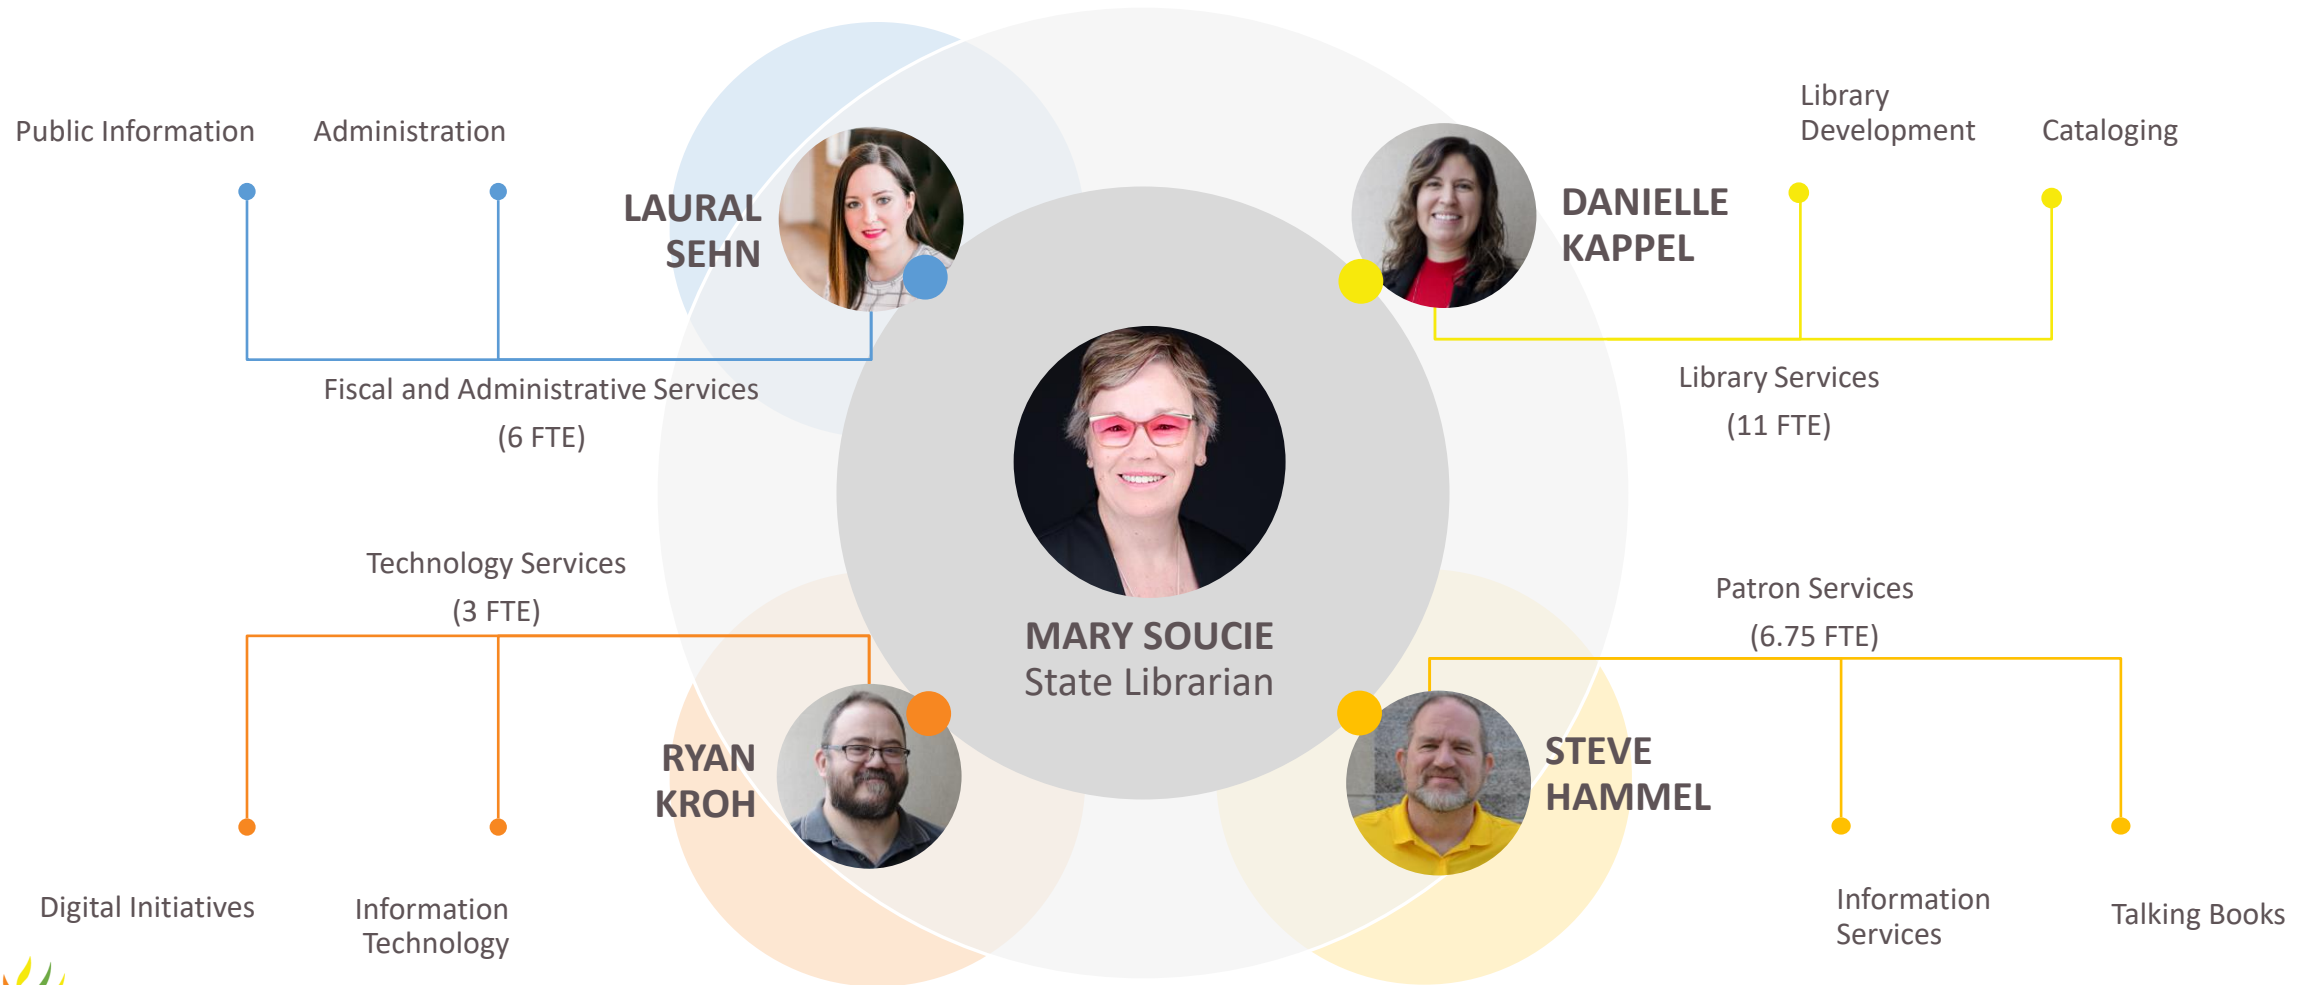 Public Information
Administration
LAURAL
SEHN
Fiscal and Administrative Services
(6 FTE)
DANIELLE
KAPPEL
Library
Development
Cataloging
Library Services
(11 FTE)
MARY SOUCIE
State Librarian
Technology Services
(3 FTE)
RYAN
KROH
Digital Initiatives
Information
Technology
Patron Services
(6.75 FTE)
STEVE
HAMMEL
Information
Services
Talking Books